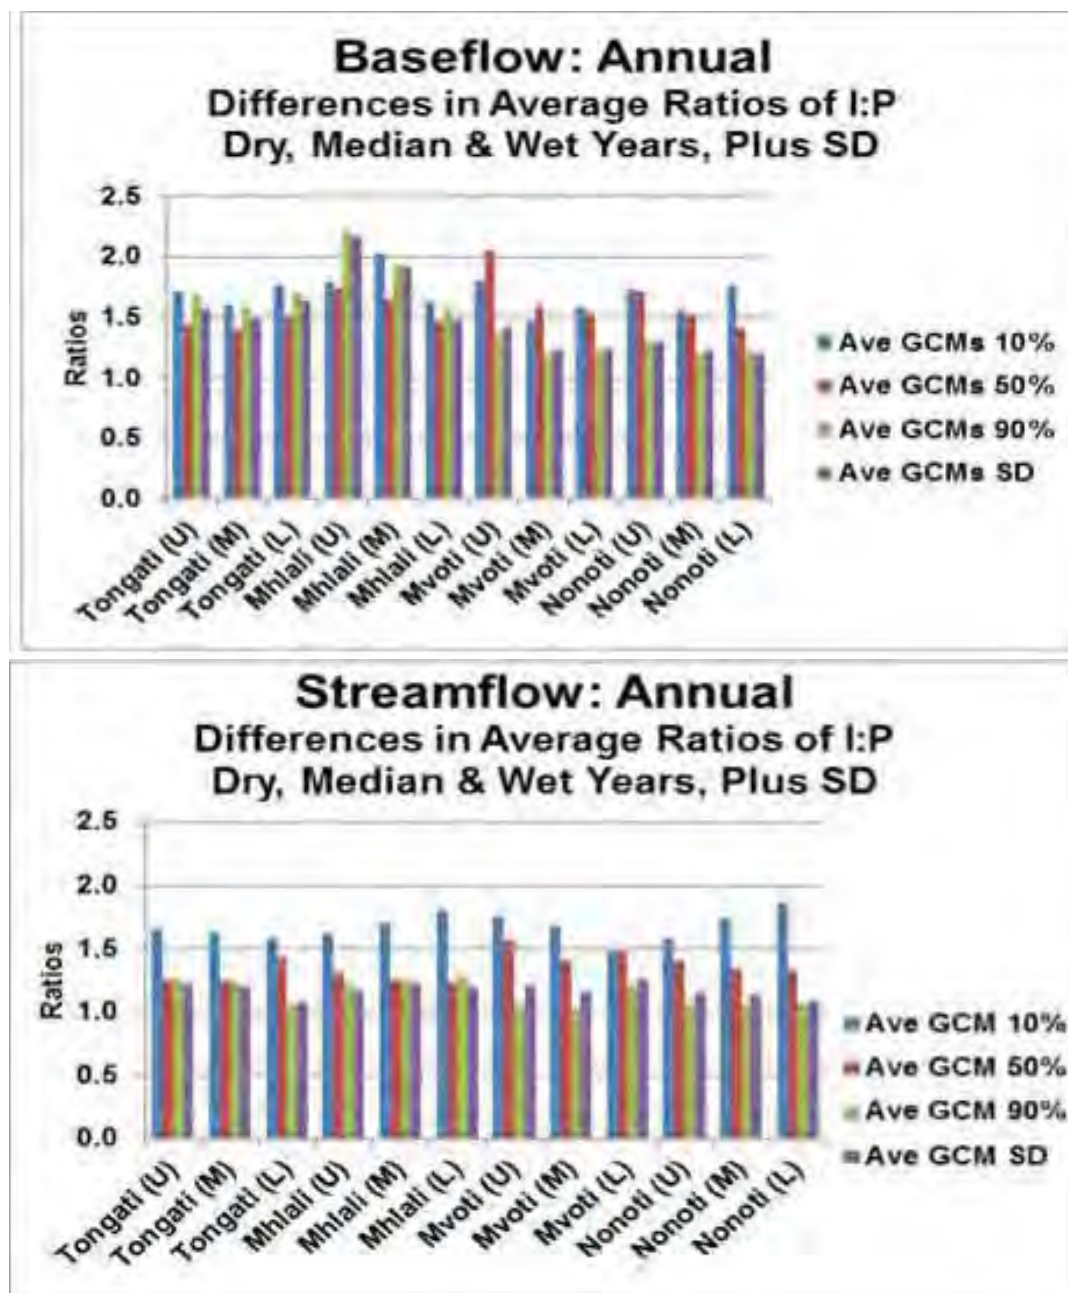 Baseflow: Annual
Differences in Average Ratios of I:P
Dry, Median & Wet Years, Plus SD
2.5
2.0
1.5
1.0
0.5
0.0
Ratios
Ave GCMs 10%
Ave GCMs 50%
Ave GCMs 90%
Ave GCMs SD
Tongati (U)
Tongati (M)
Tongati (L)
Mhlali (U)
Mhlali (M)
Mhlali (L)
Mvoti (U)
Mvoti (M)
Mvoti (L)
Nonoti (U)
Nonoti (M)
Nonoti (L)
Streamflow: Annual
Differences in Average Ratios of I:P
Dry, Median & Wet Years, Plus SD
2.5
2.0
1.5
1.0
0.5
0.0
Ratios
Ave GCM 10%
Ave GCM 50%
Ave GCM 90%
Ave GCM SD
Tongati (U)
Tongati (M)
Tongati (L)
Mhlali (U)
Mhlali (M)
Mhlali (L)
Mvoti (U)
Mvoti (M)
Mvoti (L)
Nonoti (U)
Nonoti (M)
Nonoti (L)